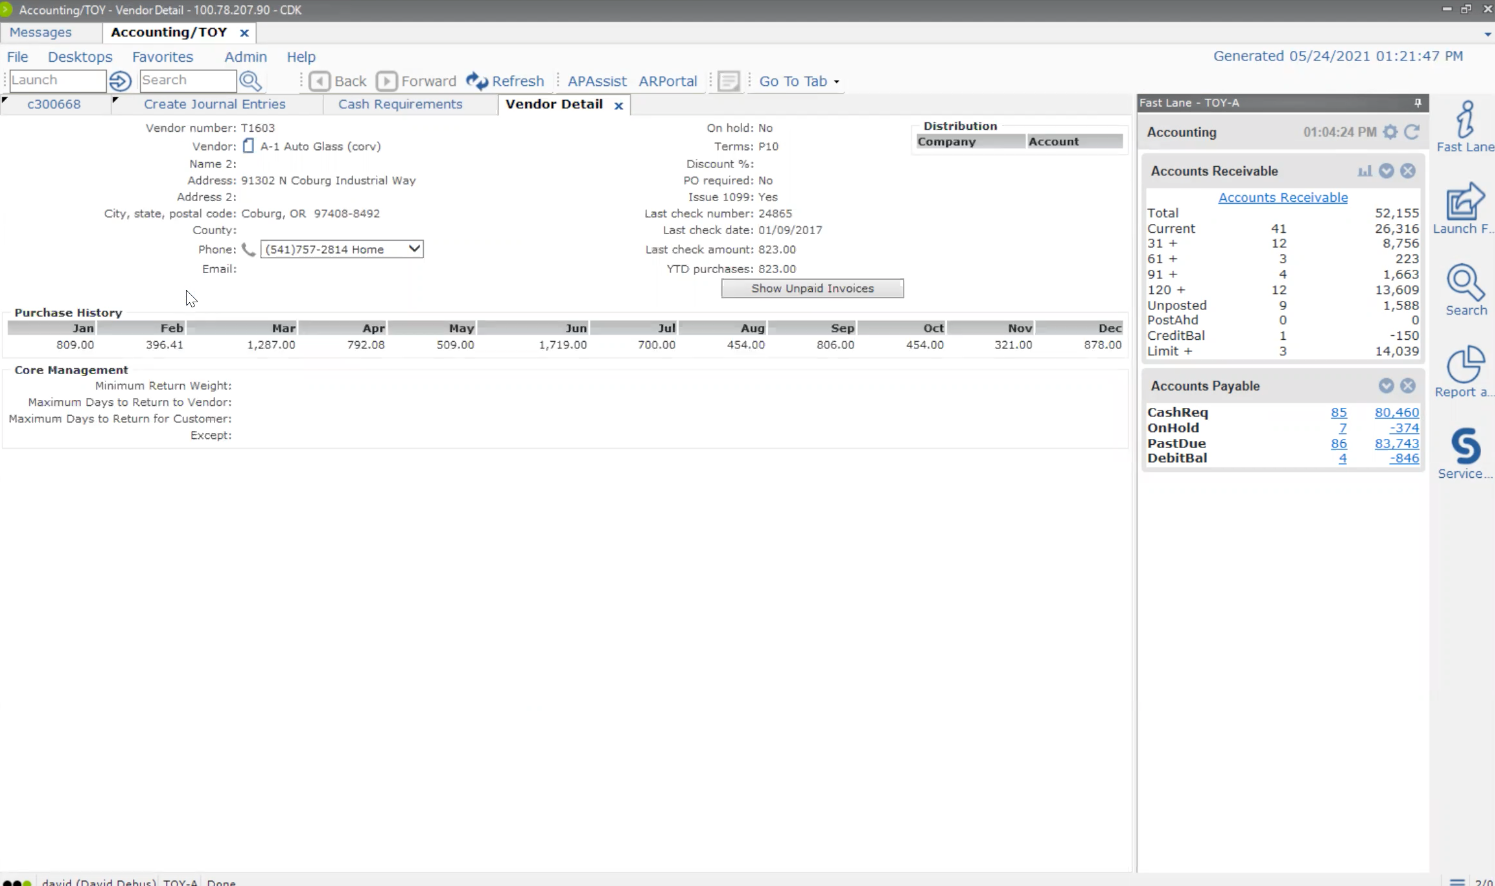 Accounting/TOY - Vendor Detail - 100.78.207.90 - CDK
Messages Accounting/TOY
File Desktops Favorites Admin Help Generated 05/24/2021 01:21:47 PM
Launch Search Back Forward Refresh APAssist ARPortal Go To Tab
c300668 Create Journal Entries Cash Requirements Vendor Detail
Vendor number: T1603
Vendor: A-1 Auto Glass (corv)
Name 2:
Address: 91302 N Coburg Industrial Way
Address 2:
City, state, postal code: Coburg, OR 97408-8492
County:
Phone: (541)757-2814 Home
Email:
On hold: No
Terms: P10
Discount %:
PO required: No
Issue 1099: Yes
Last check number: 24865
Last check date: 01/09/2017
Last check amount: 823.00
YTD purchases: 823.00
Show Unpaid Invoices
Distribution
Company Account
Purchase History
Jan Feb Mar Apr May Jun Jul Aug Sep Oct Nov Dec
809.00 396.41 1,287.00 792.08 509.00 1,719.00 700.00 454.00 806.00 454.00 321.00 878.00
Core Management
Minimum Return Weight:
Maximum Days to Return to Vendor:
Maximum Days to Return for Customer:
Except:
Fast Lane - TOY-A
Accounting 01:04:24 PM
Accounts Receivable
Accounts Receivable
Total 52,155
Current 41 26,316
31 + 12 8,756
61 + 3 223
91 + 4 1,663
120 + 12 13,609
Unposted 9 1,588
PostAhd 0 0
CreditBal 1 -150
Limit + 3 14,039
Accounts Payable
CashReq 85 80,460
OnHold 7 -374
PastDue 86 83,743
DebitBal 4 -846
Fast Lane
Launch F...
Search
Report a...
Service...
david (David Debus) TOY-A Done 2/0